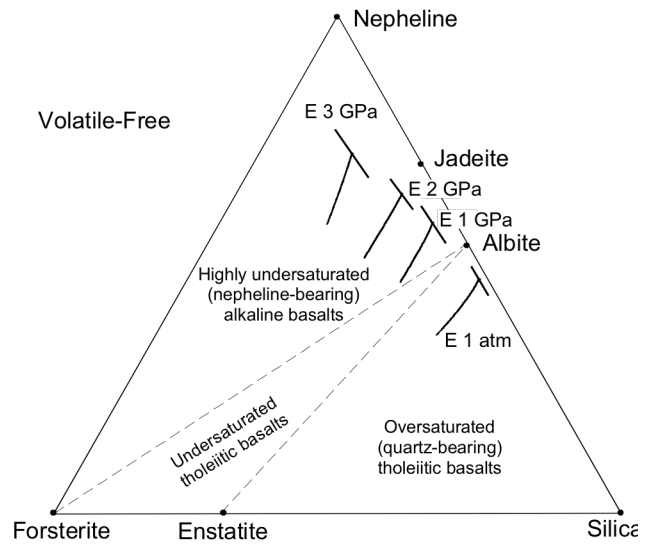 Nepheline
E 3 GPa
Volatile-Free
Jadeite
E 2 GPa
E 1 GPa
Albite
Highly undersaturated
(nepheline-bearing)
alkaline basalts
E 1 atm
Undersaturated
tholeiitic basalts
Oversaturated
(quartz-bearing)
tholeiitic basalts
Forsterite
Enstatite
Silica